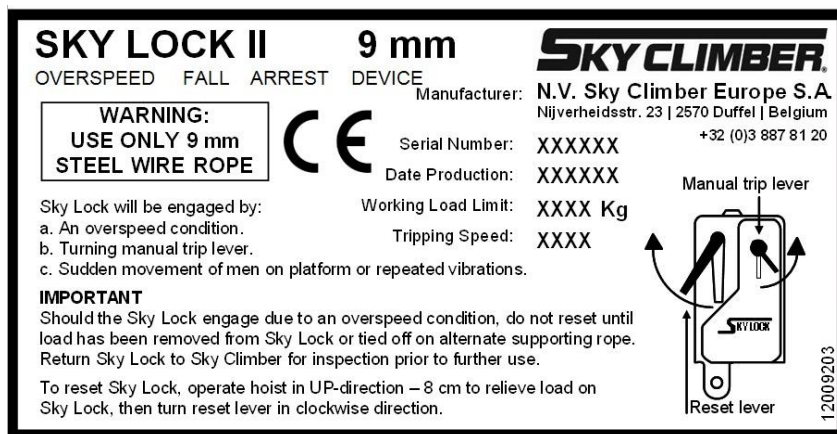 SKY LOCK II 9 mm
OVERSPEED FALL ARREST DEVICE
WARNING:
USE ONLY 9 mm
STEEL WIRE ROPE
CE
SKY CLIMBER®
Manufacturer: N.V. Sky Climber Europe S.A.
Nijverheidsstr. 23 | 2570 Duffel | Belgium
+32 (0)3 887 81 20
Serial Number: XXXXXX
Date Production: XXXXXX
Working Load Limit: XXXX Kg
Tripping Speed: XXXX
Sky Lock will be engaged by:
a. An overspeed condition.
b. Turning manual trip lever.
c. Sudden movement of men on platform or repeated vibrations.
IMPORTANT
Should the Sky Lock engage due to an overspeed condition, do not reset until
load has been removed from Sky Lock or tied off on alternate supporting rope.
Return Sky Lock to Sky Climber for inspection prior to further use.
To reset Sky Lock, operate hoist in UP-direction – 8 cm to relieve load on
Sky Lock, then turn reset lever in clockwise direction.
Manual trip lever
SKY LOCK
Reset lever
12009203